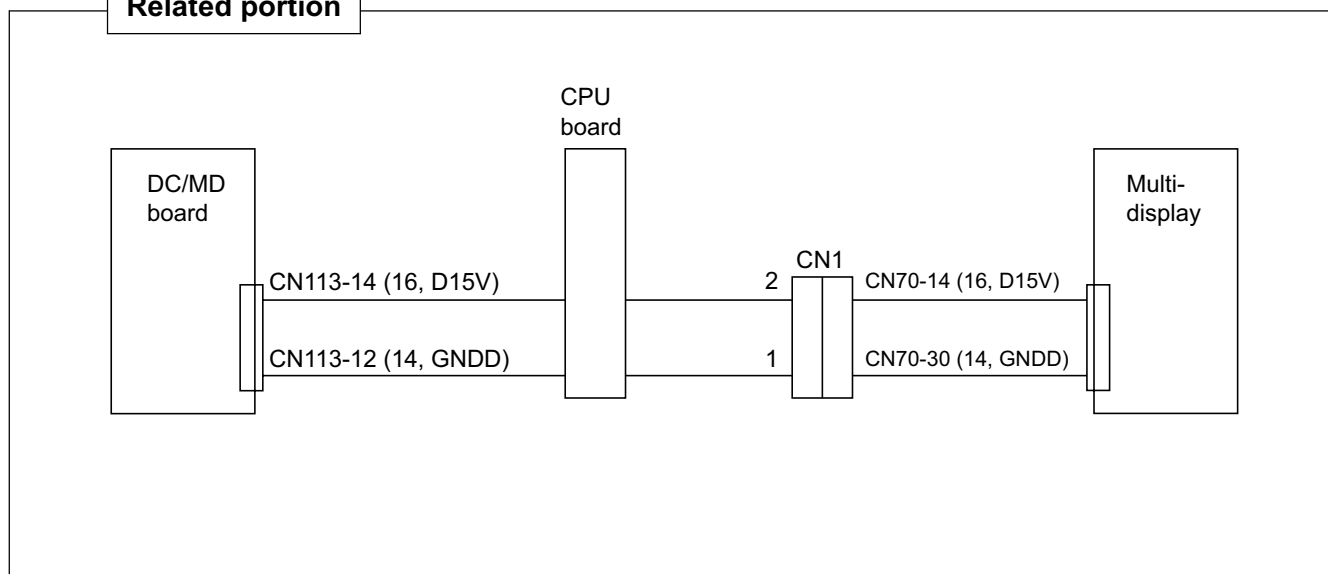 Related portion
CPU
board
DC/MD
board
Multi-
display
CN1
CN113-14 (16, D15V)
2
CN70-14 (16, D15V)
CN113-12 (14, GNDD)
1
CN70-30 (14, GNDD)